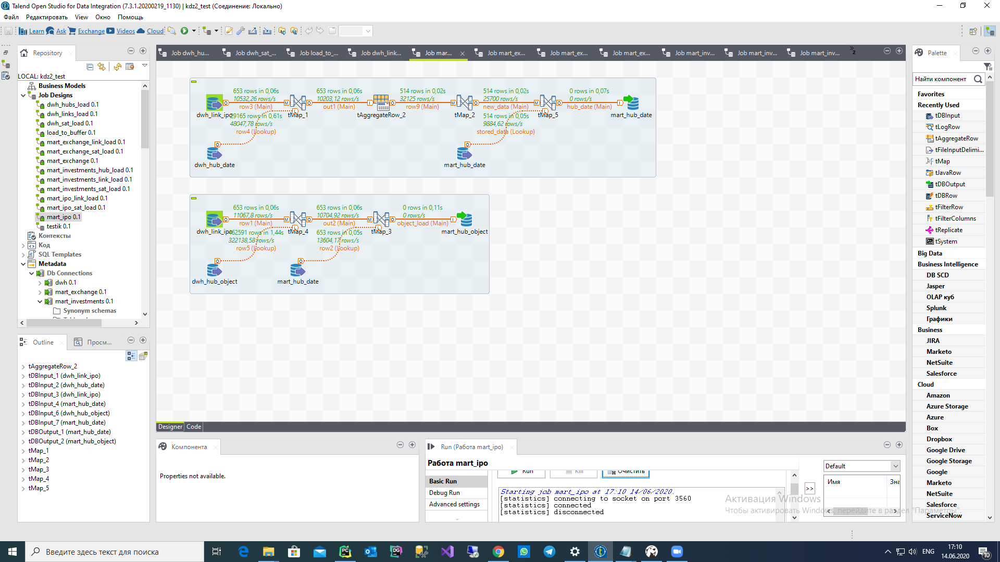 Talend Open Studio for Data Integration (7.3.1.20200219_1130) | kdz2_test (Соединение: Локально)
Файл Редактировать View Окно Помощь
Learn Ask Exchange Videos Cloud
Repository
LOCAL: kdz2_test
Business Models
Job Designs
dwh_hubs_load 0.1
dwh_links_load 0.1
dwh_sat_load 0.1
load_to_buffer 0.1
mart_exchange_link_load 0.1
mart_exchange_sat_load 0.1
mart_exchange 0.1
mart_investments_hub_load 0.1
mart_investments_link_load 0.1
mart_investments_sat_load 0.1
mart_ipo_link_load 0.1
mart_ipo_sat_load 0.1
mart_ipo 0.1
testik 0.1
Контексты
Код
SQL Templates
Metadata
Db Connections
dwh 0.1
mart_exchange 0.1
mart_investments 0.1
Synonym schemas
Outline
Просм...
tAggregateRow_2
tDBInput_1 (dwh_link_ipo)
tDBInput_2 (dwh_hub_date)
tDBInput_3 (dwh_link_ipo)
tDBInput_4 (mart_hub_date)
tDBInput_6 (dwh_hub_object)
tDBInput_7 (mart_hub_date)
tDBOutput_1 (mart_hub_date)
tDBOutput_2 (mart_hub_object)
tMap_1
tMap_2
tMap_3
tMap_4
tMap_5
Job dwh_hu... Job dwh_sat_... Job load_to_... Job dwh_link... Job mar... Job mart_ex... Job mart_ex... Job mart_ex... Job mart_inv... Job mart_inv... Job mart_inv... 2
653 rows in 0,06s 653 rows in 0,06s 514 rows in 0,02s 514 rows in 0,02s 0 rows in 0,07s
10532,26 rows/s 10203,12 rows/s 32125 rows/s 25700 rows/s 0 rows/s
row3 (Main) out1 (Main) row9 (Main) new_data (Main) hub_date (Main)
dwh_link_ipo tMap_1 tAggregateRow_2 tMap_2 tMap_5 mart_hub_date
29165 rows in 0,61s 514 rows in 0,05s
48047,78 rows/s 9884,62 rows/s
row4 (Lookup) stored_data (Lookup)
dwh_hub_date mart_hub_date
653 rows in 0,06s 653 rows in 0,06s 0 rows in 0,11s
11067,8 rows/s 10704,92 rows/s 0 rows/s
row1 (Main) out2 (Main) object_load (Main)
dwh_link_ipo tMap_4 tMap_3 mart_hub_object
462591 rows in 1,44s 653 rows in 0,05s
322138,58 rows/s 13604,17 rows/s
row5 (Lookup) row2 (Lookup)
dwh_hub_object mart_hub_date
Designer Code
Компонента
Properties not available.
Run (Работа mart_ipo)
Работа mart_ipo
Run Kill Очистить
Basic Run
Debug Run
Advanced settings
Starting job mart_ipo at 17:10 14/06/2020.
[statistics] connecting to socket on port 3560
[statistics] connected
[statistics] disconnected
>>
Default
Имя
Активация Windows
Чтобы активировать Windows, перейдите в раздел "Параметры".
Palette
Найти компонент
Favorites
Recently Used
tDBInput
tLogRow
tAggregateRow
tFileInputDelimi...
tMap
tJavaRow
tDBOutput
tDBRow
tFilterRow
tFilterColumns
tReplicate
tSystem
Big Data
Business Intelligence
DB SCD
Jasper
OLAP куб
Splunk
Графики
Business
JIRA
Marketo
NetSuite
Salesforce
Cloud
Amazon
Azure Storage
Azure
Box
Dropbox
Google Drive
Google Storage
Google
Marketo
NetSuite
Salesforce
ServiceNow
Введите здесь текст для поиска
ENG
17:10
14.06.2020
10